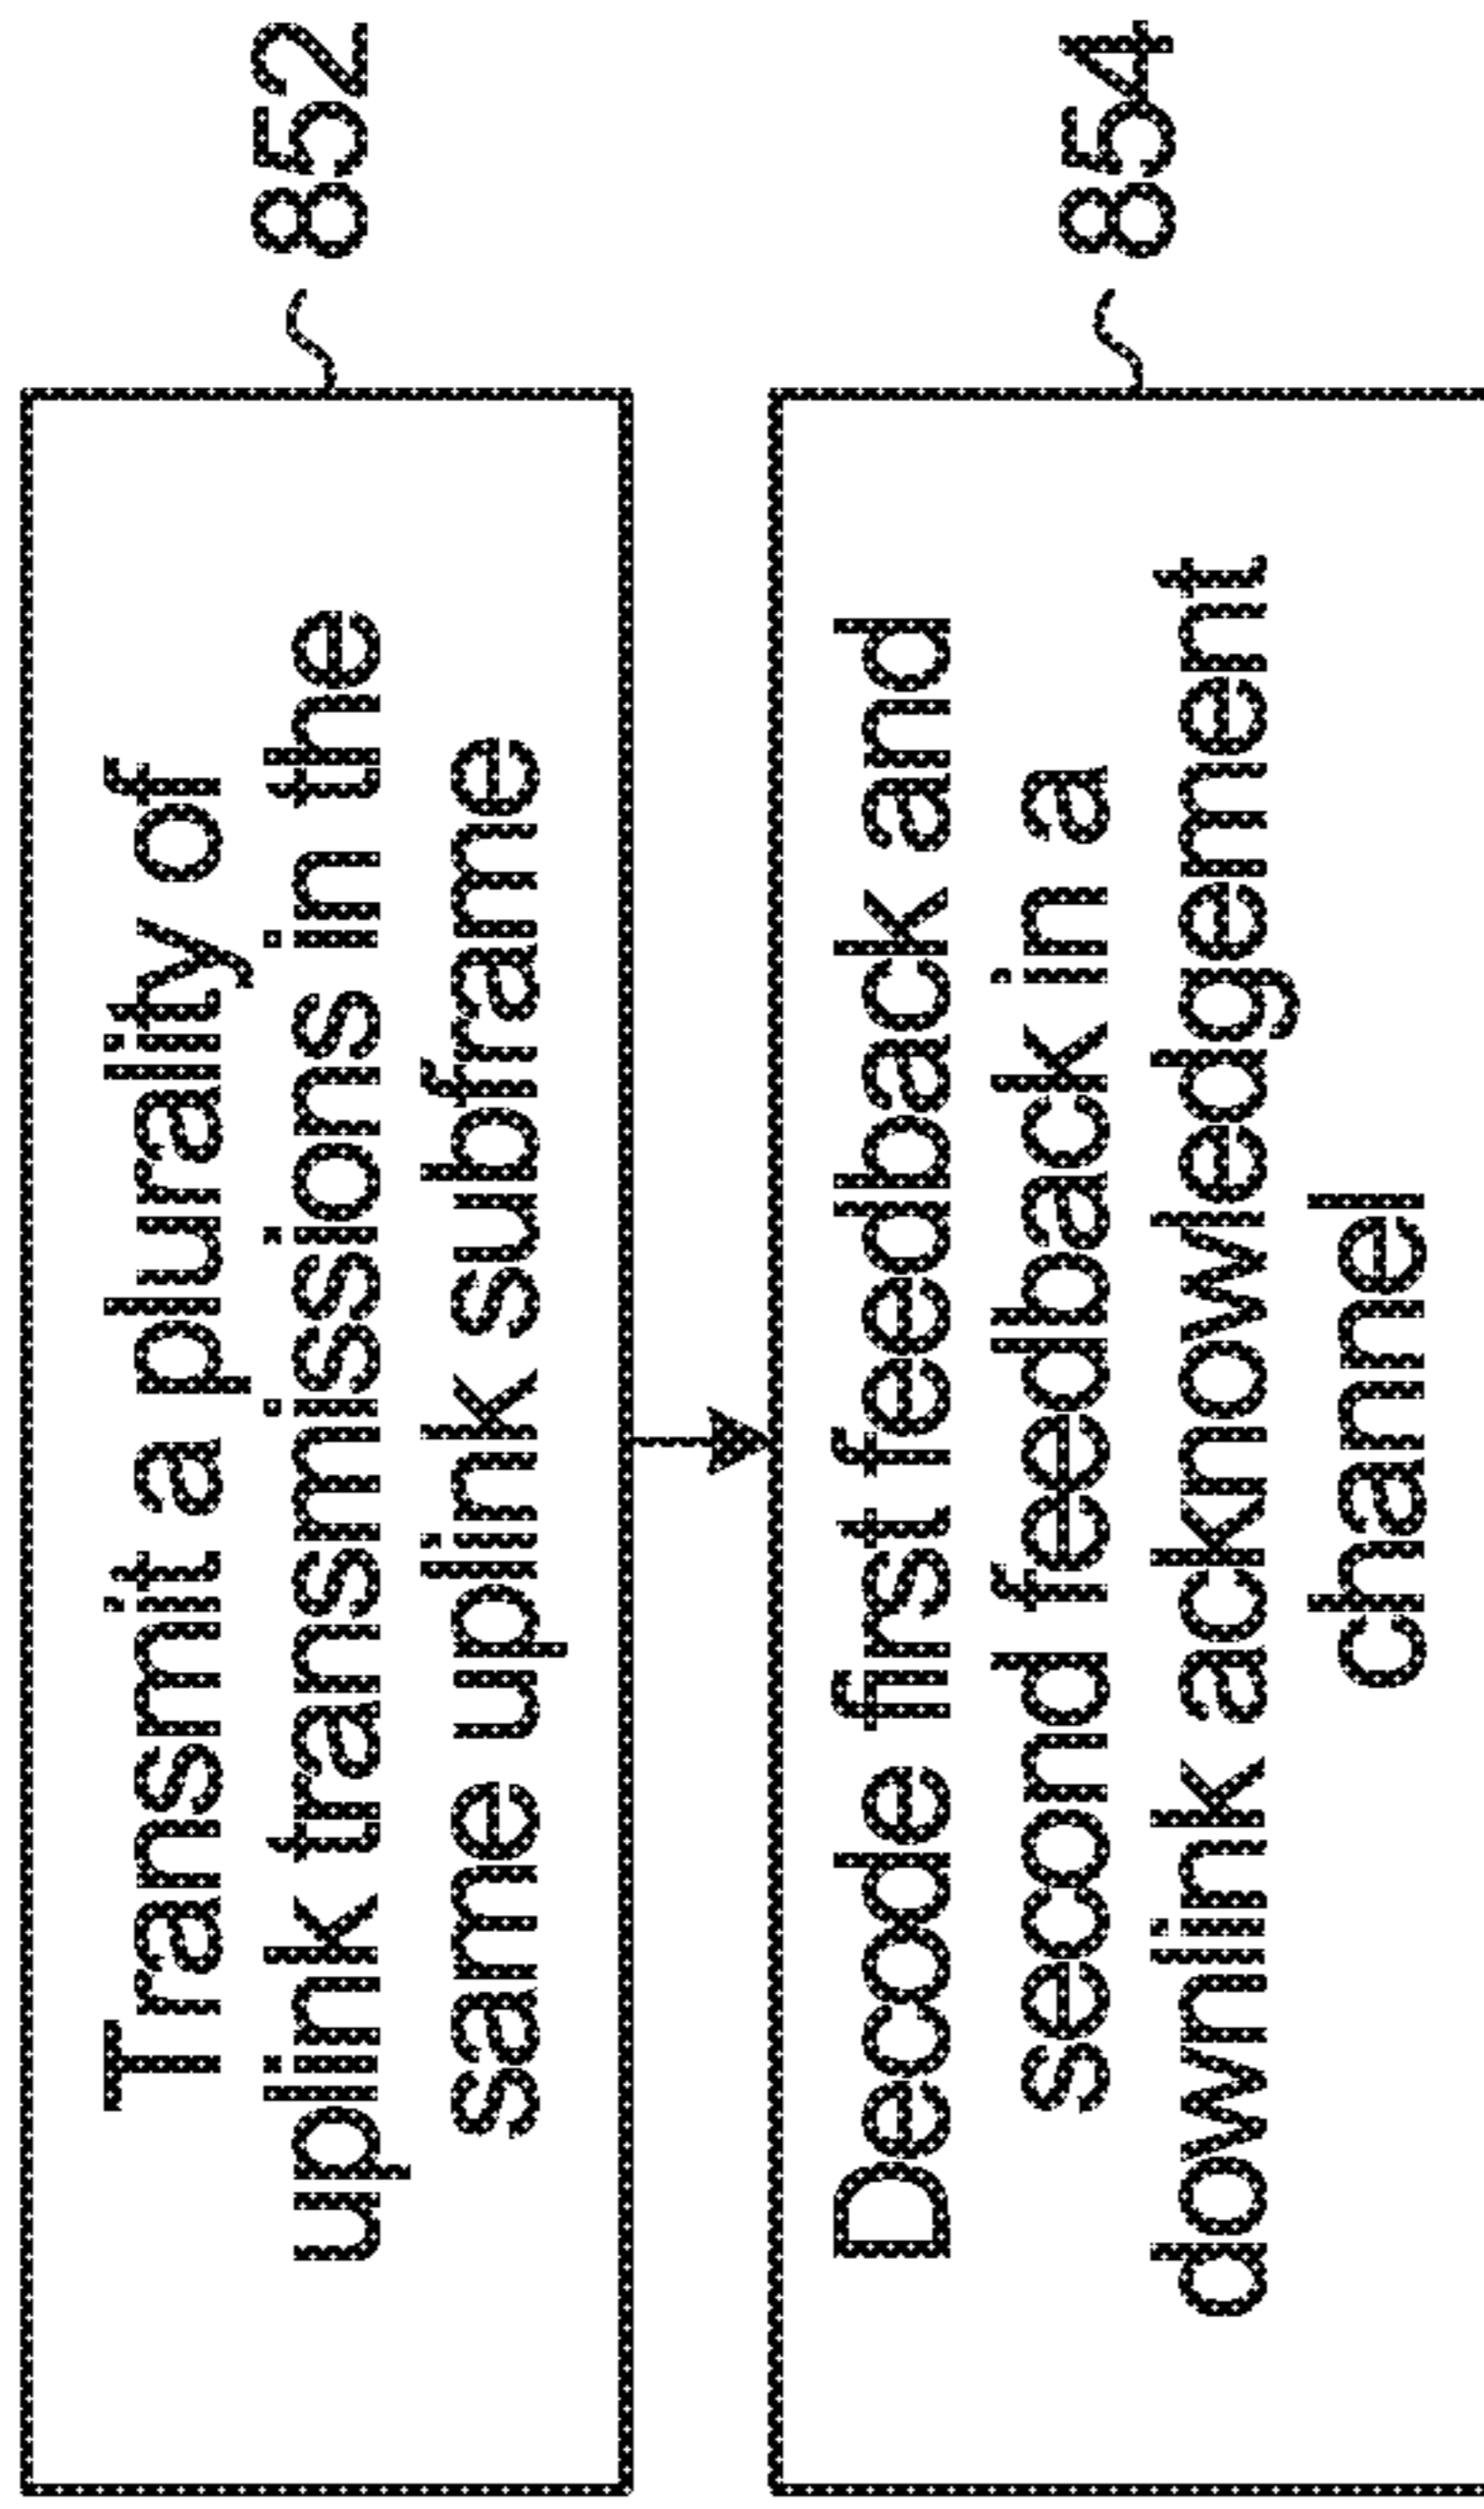 Transmit a plurality of
uplink transmissions in the
same uplink subframe
852
Decode first feedback and
second feedback in a
downlink acknowledgement
channel
854